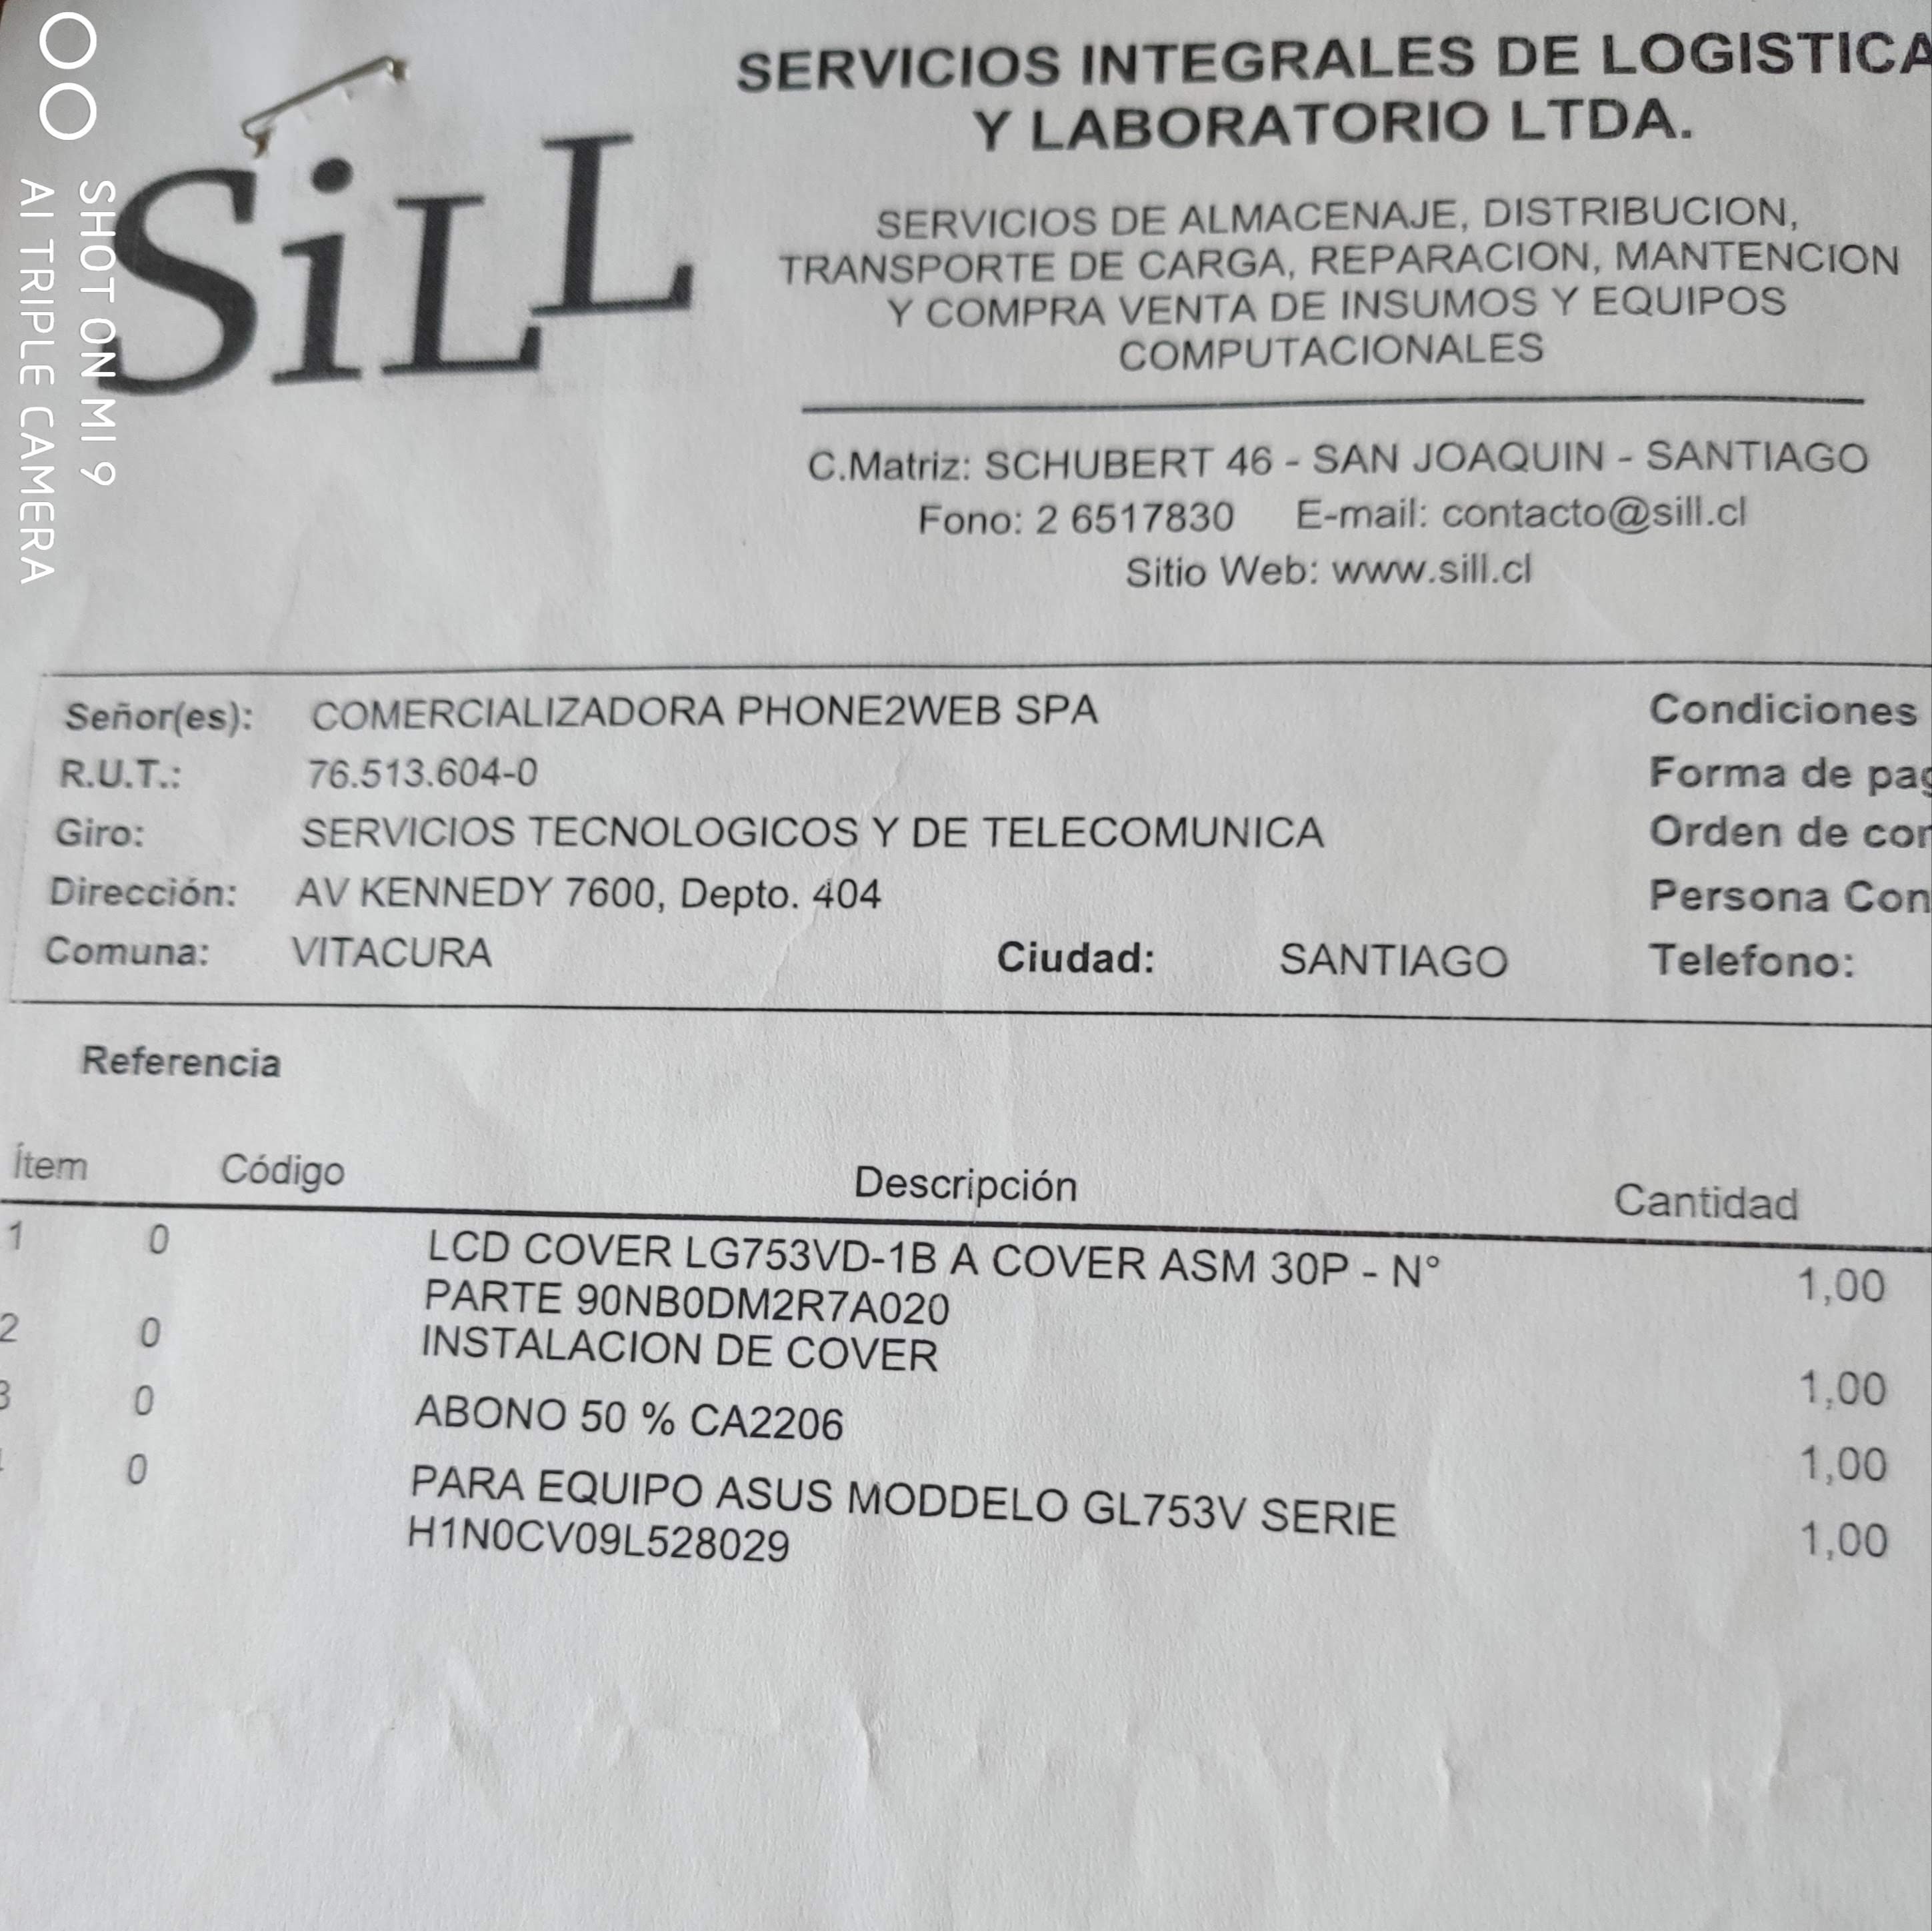 SHOT ON MI 9
AI TRIPLE CAMERA
SiLL
SERVICIOS INTEGRALES DE LOGISTICA
Y LABORATORIO LTDA.
SERVICIOS DE ALMACENAJE, DISTRIBUCION,
TRANSPORTE DE CARGA, REPARACION, MANTENCION
Y COMPRA VENTA DE INSUMOS Y EQUIPOS
COMPUTACIONALES
C.Matriz: SCHUBERT 46 - SAN JOAQUIN - SANTIAGO
Fono: 2 6517830 E-mail: contacto@sill.cl
Sitio Web: www.sill.cl
Señor(es): COMERCIALIZADORA PHONE2WEB SPA Condiciones
R.U.T.: 76.513.604-0 Forma de pag
Giro: SERVICIOS TECNOLOGICOS Y DE TELECOMUNICA Orden de cor
Dirección: AV KENNEDY 7600, Depto. 404 Persona Con
Comuna: VITACURA Ciudad: SANTIAGO Telefono:
Referencia
Ítem Código Descripción Cantidad
1 0 LCD COVER LG753VD-1B A COVER ASM 30P - N° 1,00
PARTE 90NB0DM2R7A020
2 0 INSTALACION DE COVER 1,00
3 0 ABONO 50 % CA2206 1,00
0 PARA EQUIPO ASUS MODDELO GL753V SERIE 1,00
H1N0CV09L528029